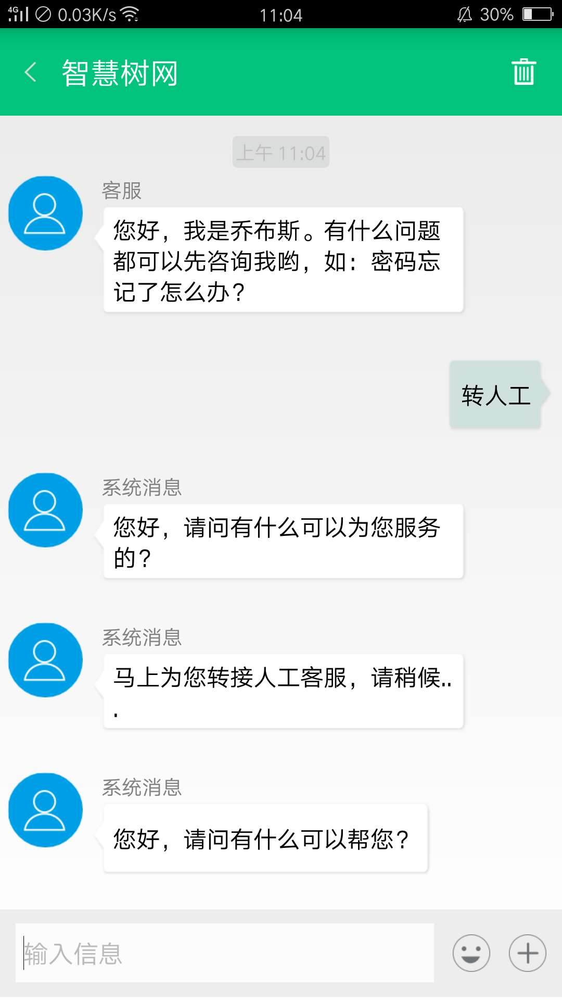 4G 0.03K/s 11:04 30%
智慧树网
上午 11:04
客服
您好，我是乔布斯。有什么问题
都可以先咨询我哟，如：密码忘
记了怎么办？
转人工
系统消息
您好，请问有什么可以为您服务
的？
系统消息
马上为您转接人工客服，请稍候..
.
系统消息
您好，请问有什么可以帮您？
输入信息